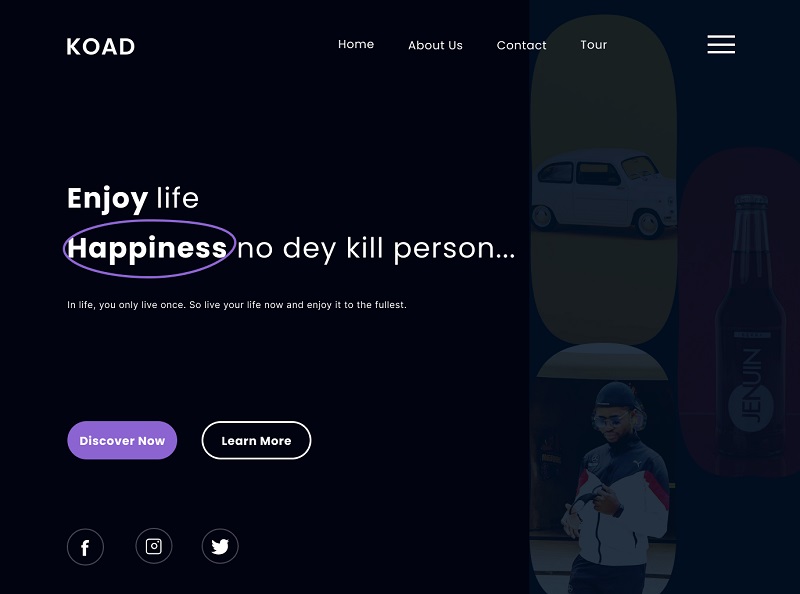 KOAD
Home
About Us
Contact
Tour
Enjoy life
Happiness no dey kill person...
In life, you only live once. So live your life now and enjoy it to the fullest.
Discover Now
Learn More
JENUIN